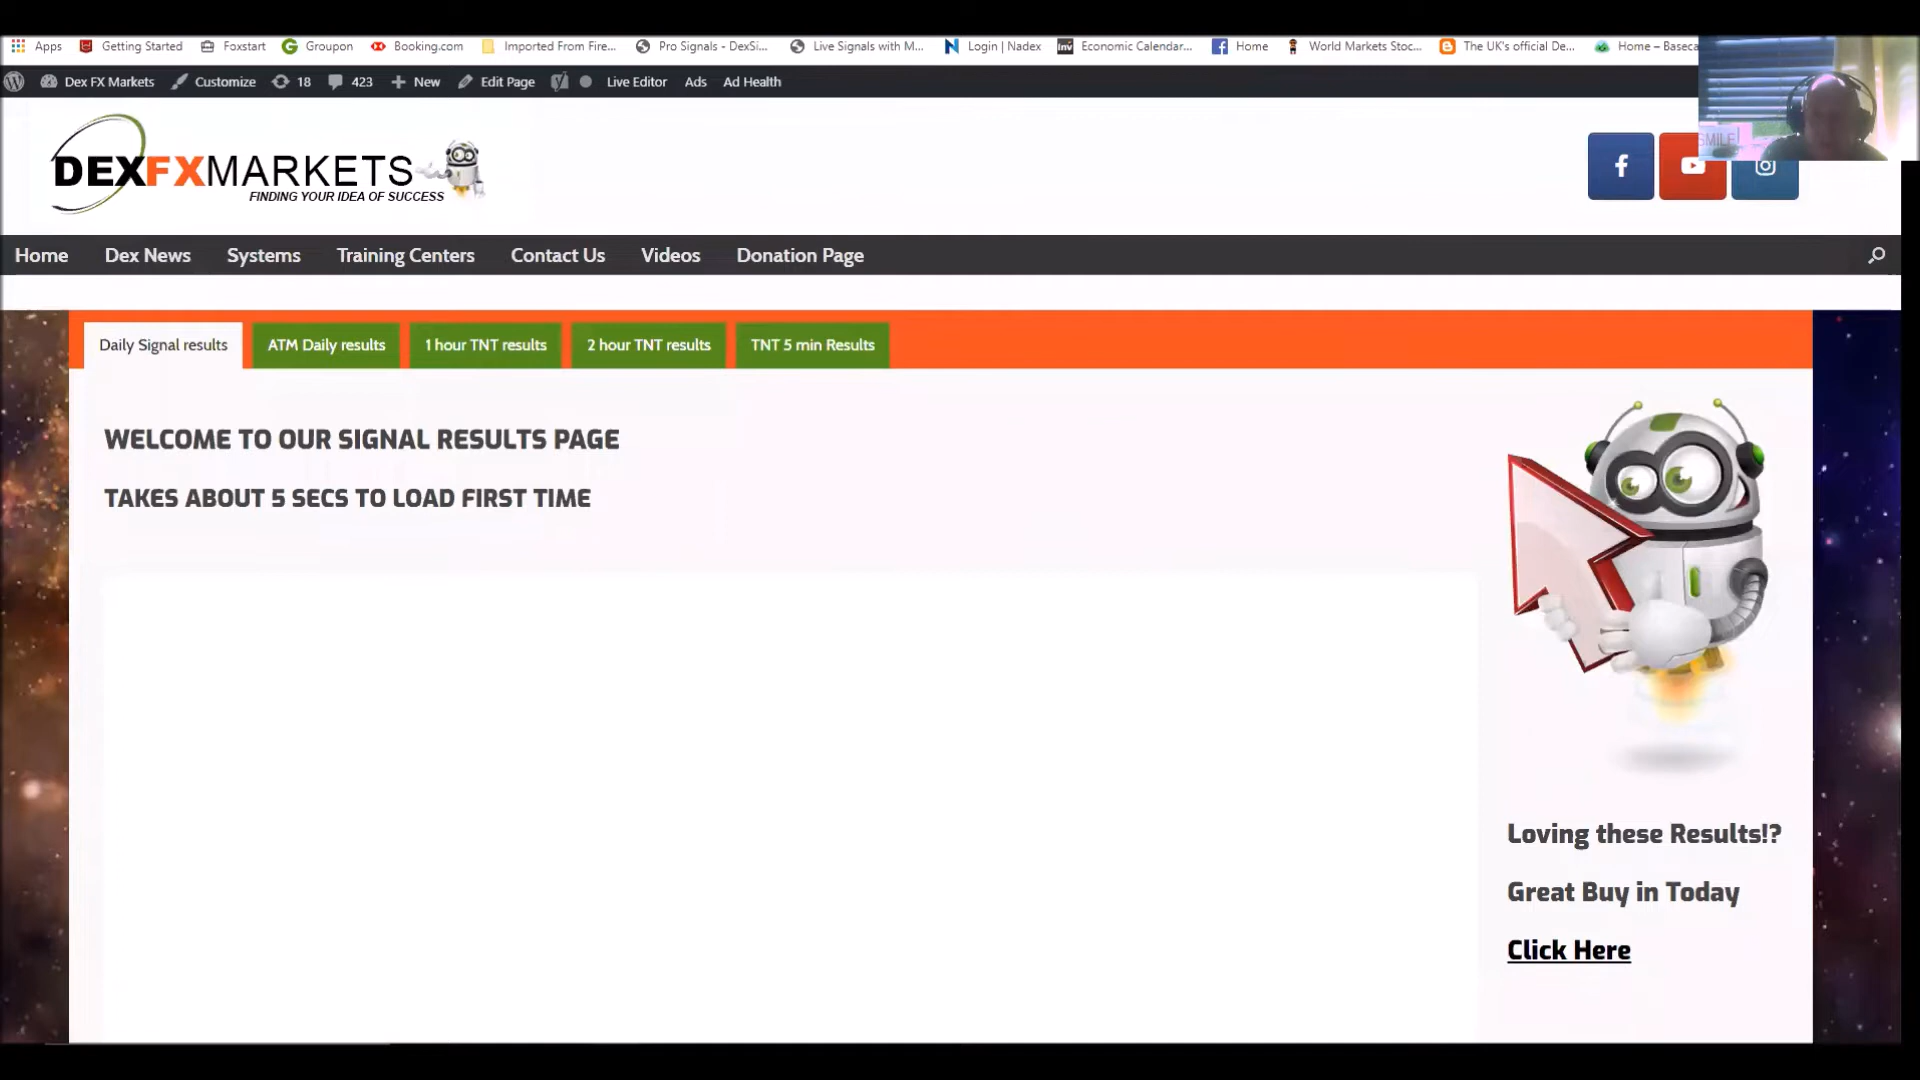 Apps Getting Started Foxstart Groupon Booking.com Imported From Fire... Pro Signals - DexSi... Live Signals with M... Login | Nadex Economic Calendar... Home World Markets Stoc... The UK's official De... Home – Baseca
Dex FX Markets Customize 18 423 New Edit Page Live Editor Ads Ad Health
SMILE!
DEXFXMARKETS
FINDING YOUR IDEA OF SUCCESS
Home Dex News Systems Training Centers Contact Us Videos Donation Page
Daily Signal results ATM Daily results 1 hour TNT results 2 hour TNT results TNT 5 min Results
WELCOME TO OUR SIGNAL RESULTS PAGE
TAKES ABOUT 5 SECS TO LOAD FIRST TIME
Loving these Results!?
Great Buy in Today
Click Here